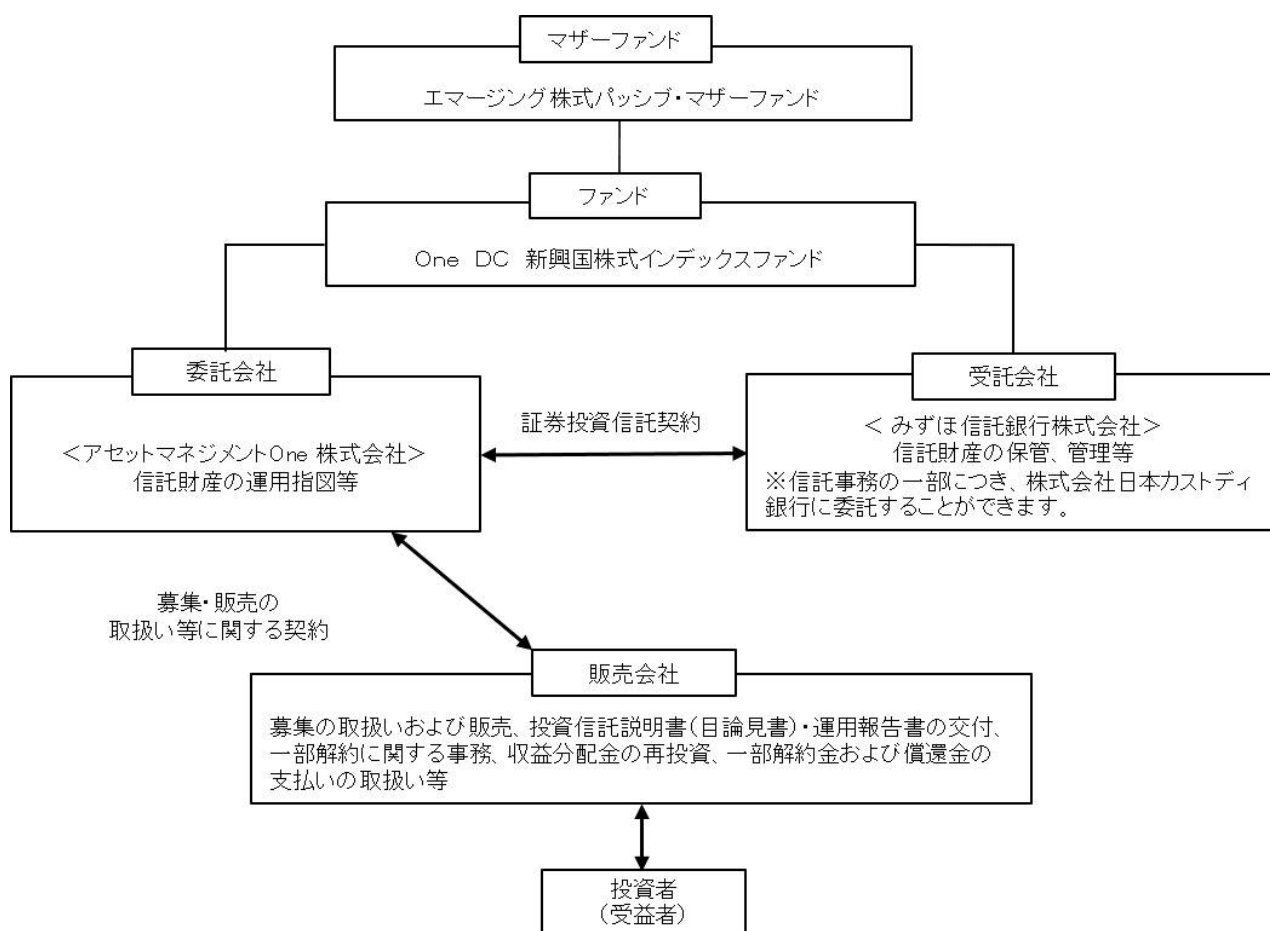 マザーファンド
エマージング株式パッシブ・マザーファンド
ファンド
One DC 新興国株式インデックスファンド
委託会社
<アセットマネジメントOne 株式会社>
信託財産の運用指図等
証券投資信託契約
受託会社
< みずほ信託銀行株式会社>
信託財産の保管、管理等
※信託事務の一部につき、株式会社日本カストディ
銀行に委託することができます。
募集・販売の
取扱い等に関する契約
販売会社
募集の取扱いおよび販売、投資信託説明書(目論見書)・運用報告書の交付、
一部解約に関する事務、収益分配金の再投資、一部解約金および償還金の
支払いの取扱い等
投資者
(受益者)